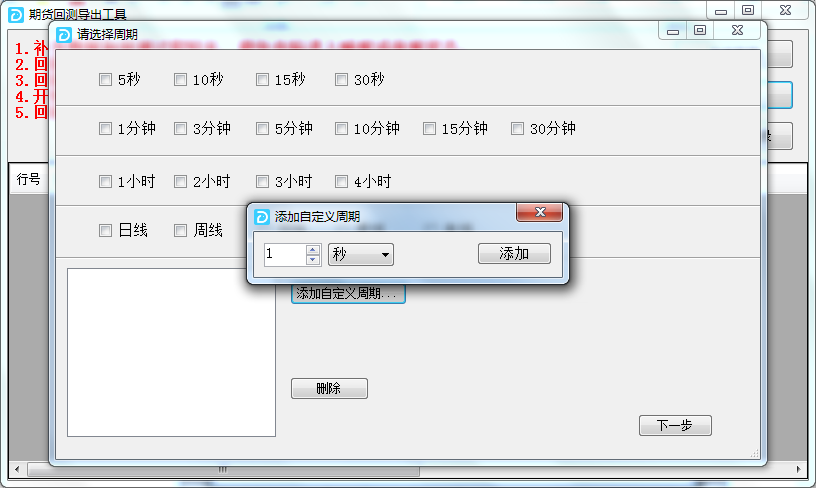 期货回测导出工具
请选择周期
1.补
2.回
3.回
4.开
5.回
行号
5秒 10秒 15秒 30秒
1分钟 3分钟 5分钟 10分钟 15分钟 30分钟
1小时 2小时 3小时 4小时
日线 周线
添加自定义周期
1 秒 添加
添加自定义周期...
删除
下一步